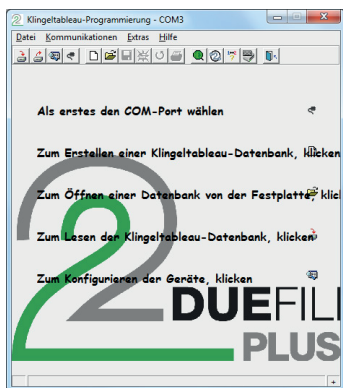 Klingeltableau-Programmierung - COM3
Datei Kommunikationen Extras Hilfe
Als erstes den COM-Port wählen
Zum Erstellen einer Klingeltableau-Datenbank, klicken
Zum Öffnen einer Datenbank von der Festplatte, klic
Zum Lesen der Klingeltableau-Datenbank, klicken
Zum Konfigurieren der Geräte, klicken
2
DUEFILI
PLUS